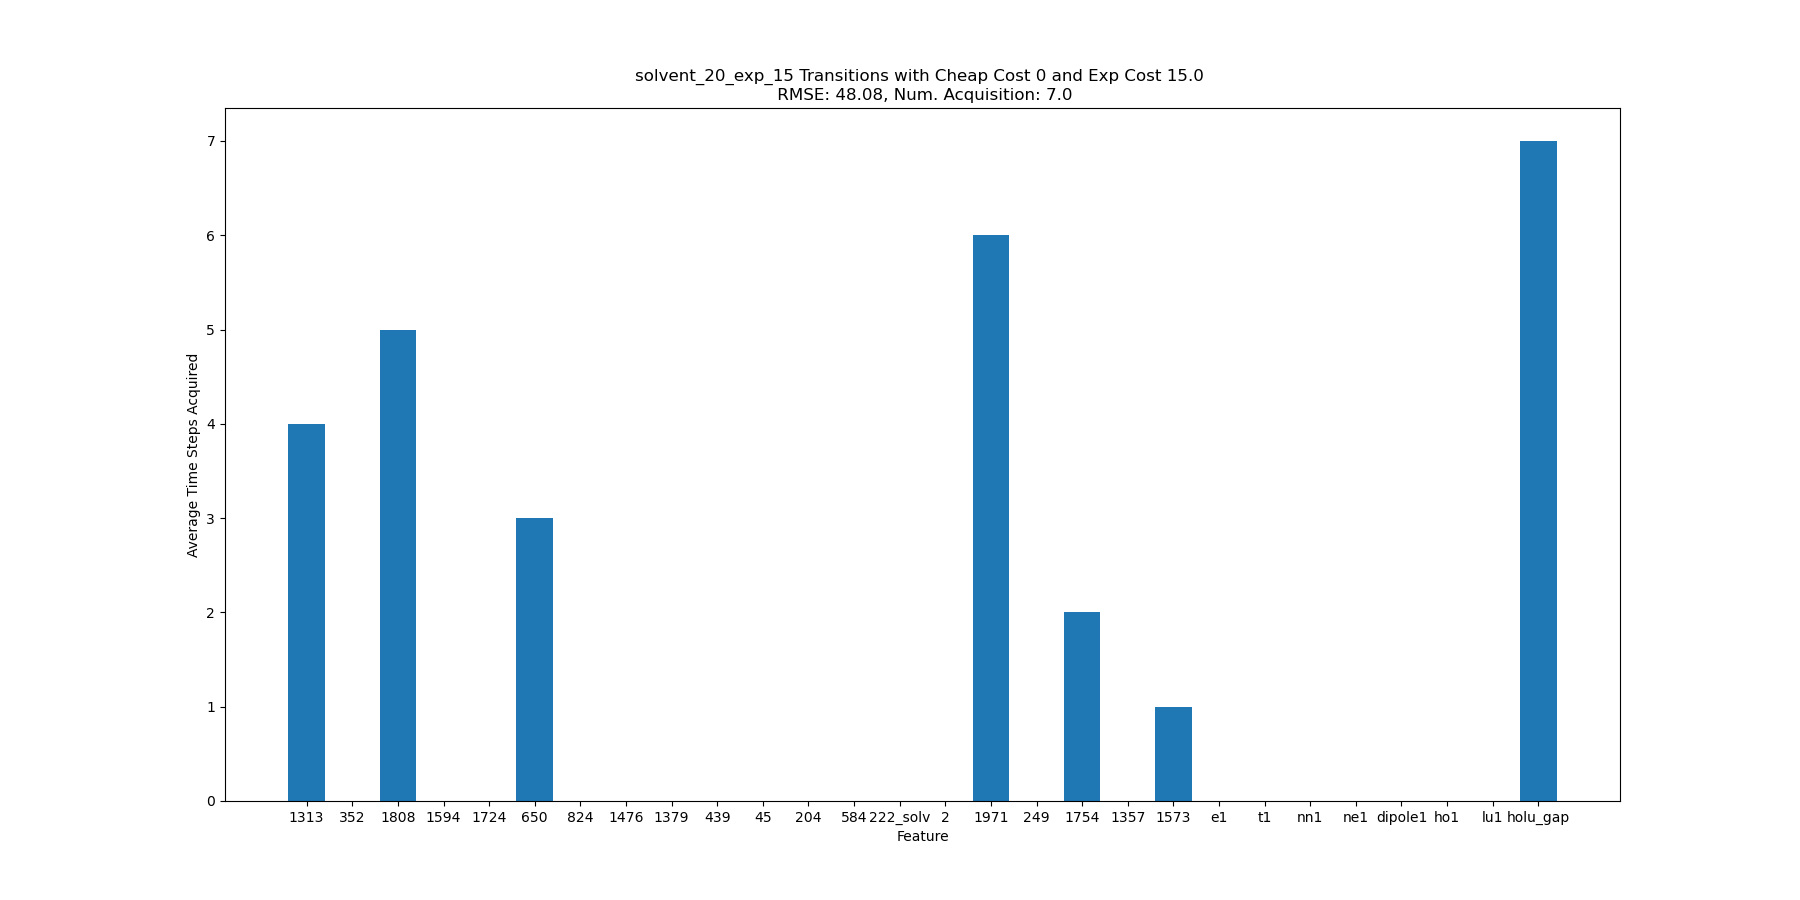 solvent_20_exp_15 Transitions with Cheap Cost 0 and Exp Cost 15.0
RMSE: 48.08, Num. Acquisition: 7.0
Average Time Steps Acquired
7
6
5
4
3
2
1
0
1313 352 1808 1594 1724 650 824 1476 1379 439 45 204 584 222_solv 2 1971 249 1754 1357 1573 e1 t1 nn1 ne1 dipole1 ho1 lu1 holu_gap
Feature